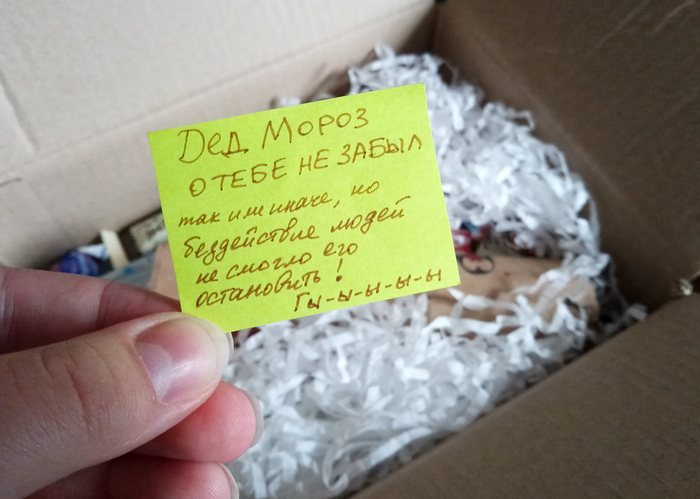 Дед Мороз
о тебе не забыл
так или иначе, но
бездействие людей
не смогло его
остановить!
Гы-ы-ы-ы-ы